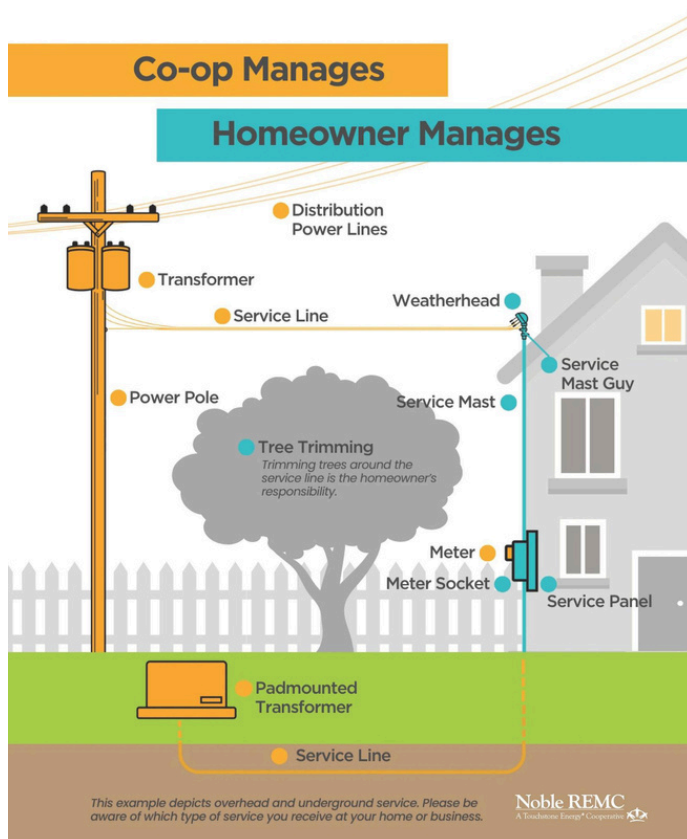 Co-op Manages
Homeowner Manages
Distribution
Power Lines
Transformer
Weatherhead
Service Line
Service
Mast Guy
Power Pole
Service Mast
Tree Trimming
Trimming trees around the
service line is the homeowner's
responsibility.
Meter
Meter Socket
Service Panel
Padmounted
Transformer
Service Line
This example depicts overhead and underground service. Please be
aware of which type of service you receive at your home or business.
Noble REMC
A Touchstone Energy® Cooperative